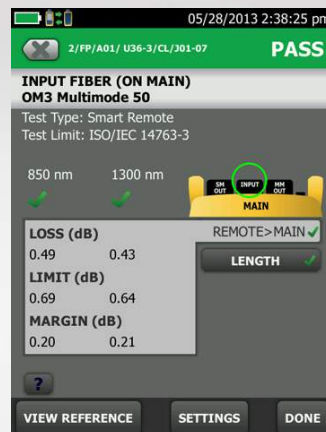 05/28/2013 2:38:25 pm
2/FP/A01/ U36-3/CL/J01-07
PASS
INPUT FIBER (ON MAIN)
OM3 Multimode 50
Test Type: Smart Remote
Test Limit: ISO/IEC 14763-3
850 nm 1300 nm
SM OUT INPUT MM OUT
MAIN
REMOTE>MAIN
LENGTH
LOSS (dB)
0.49 0.43
LIMIT (dB)
0.69 0.64
MARGIN (dB)
0.20 0.21
?
VIEW REFERENCE SETTINGS DONE